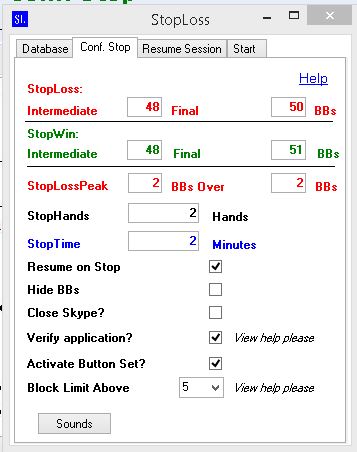 SL StopLoss
Database Conf. Stop Resume Session Start
Help
StopLoss:
Intermediate 48 Final 50 BBs
StopWin:
Intermediate 48 Final 51 BBs
StopLossPeak 2 BBs Over 2 BBs
StopHands 2 Hands
StopTime 2 Minutes
Resume on Stop
Hide BBs
Close Skype?
Verify application? View help please
Activate Button Set?
Block Limit Above 5 View help please
Sounds